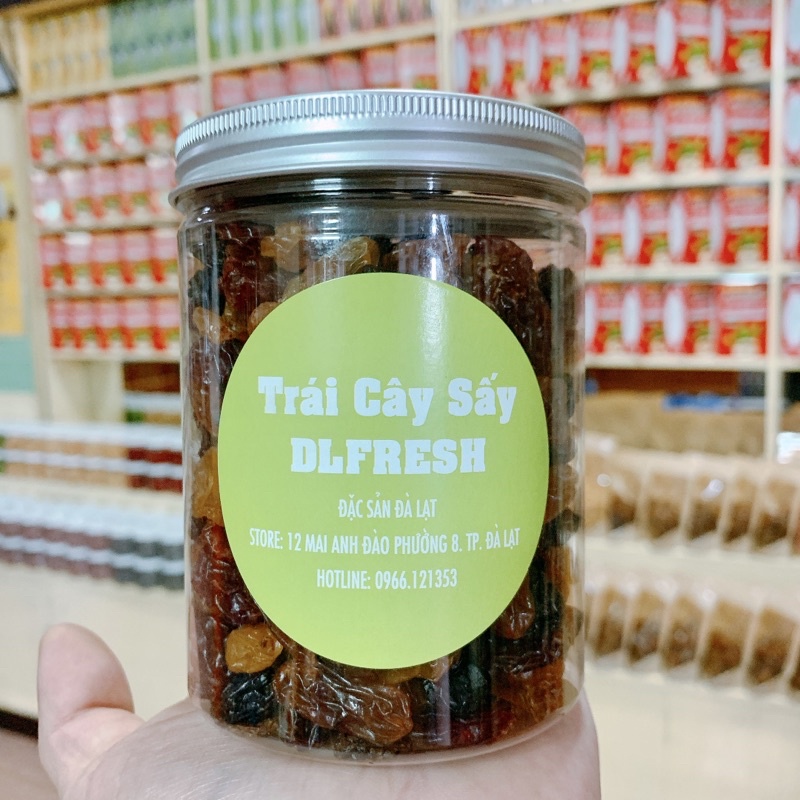 Trái Cây Sấy
DLFRESH
ĐẶC SẢN ĐÀ LẠT
STORE: 12 MAI ANH ĐÀO PHƯỜNG 8. TP. ĐÀ LẠT
HOTLINE: 0966.121353